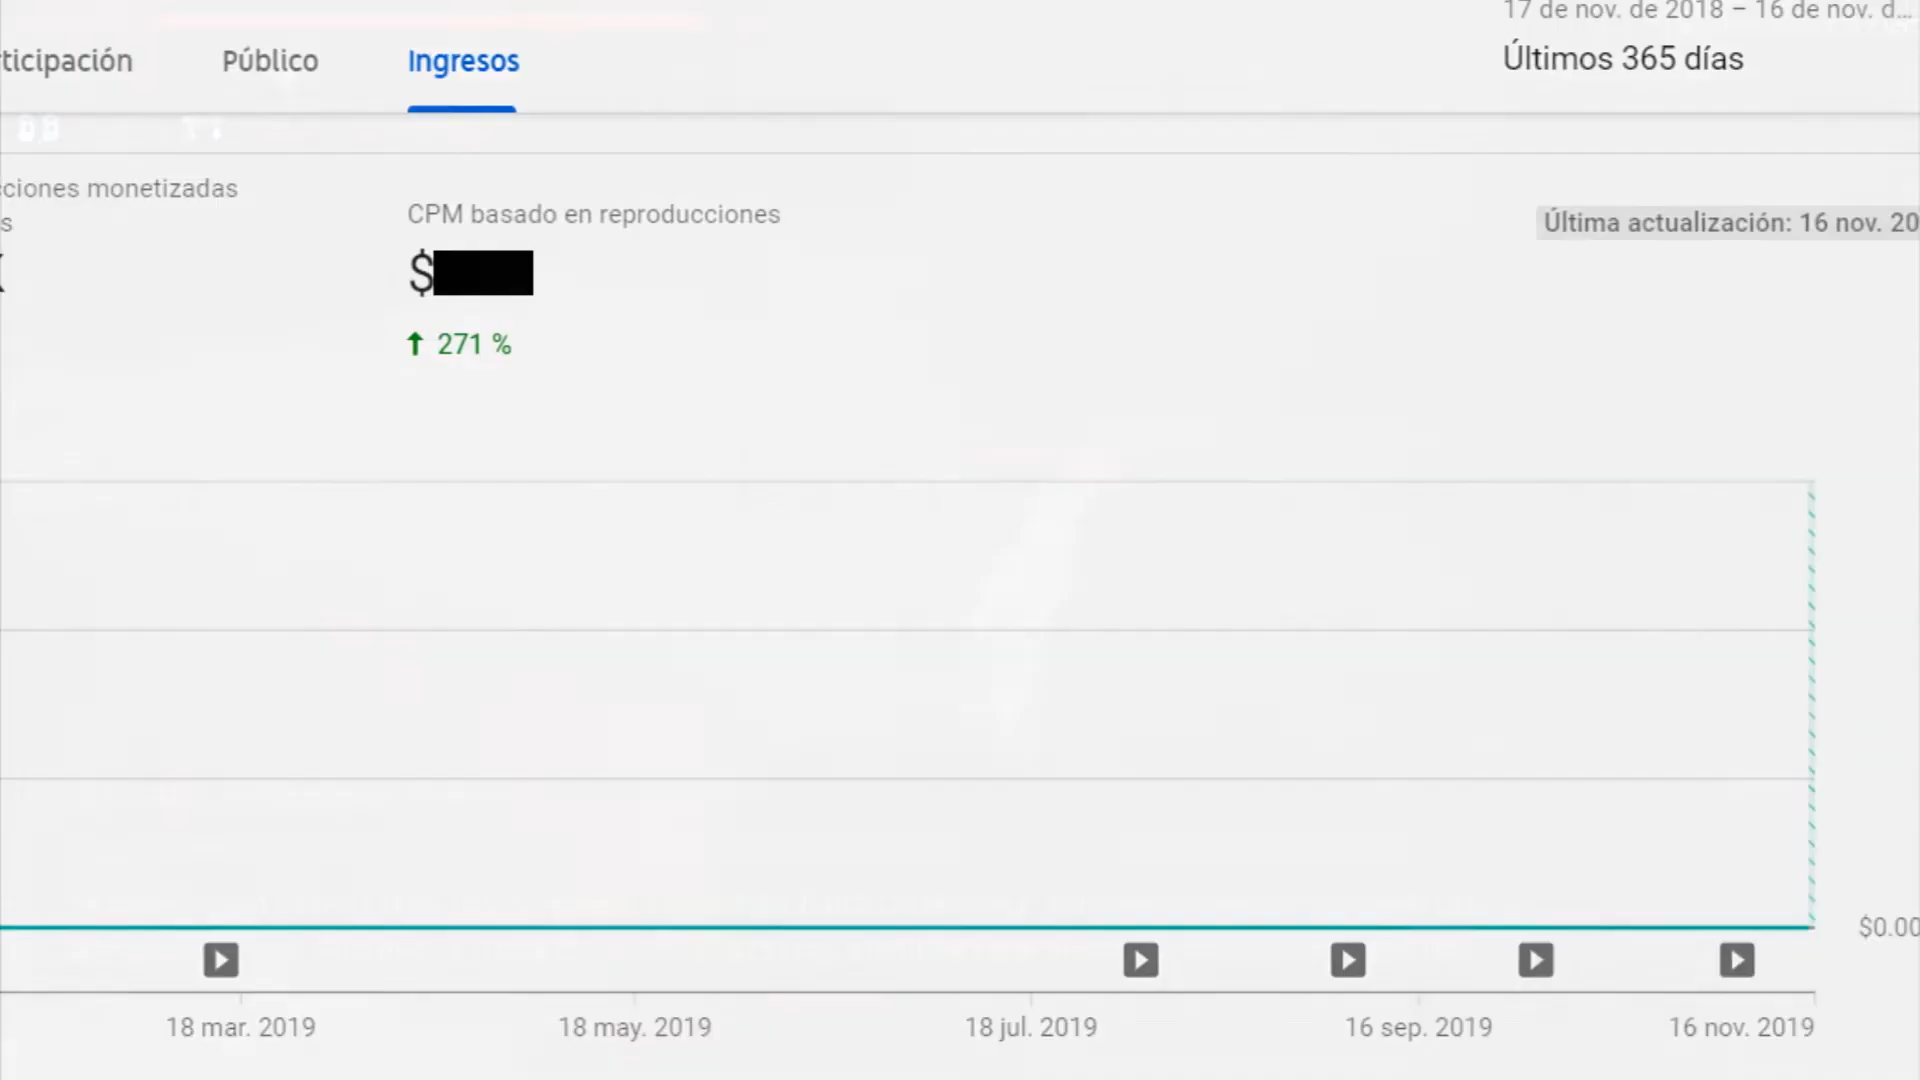 17 de nov. de 2018 – 16 de nov. d...
ticipación Público Ingresos
Últimos 365 días
cciones monetizadas
s
CPM basado en reproducciones
Última actualización: 16 nov. 20
$
271 %
$0.00
18 mar. 2019 18 may. 2019 18 jul. 2019 16 sep. 2019 16 nov. 2019